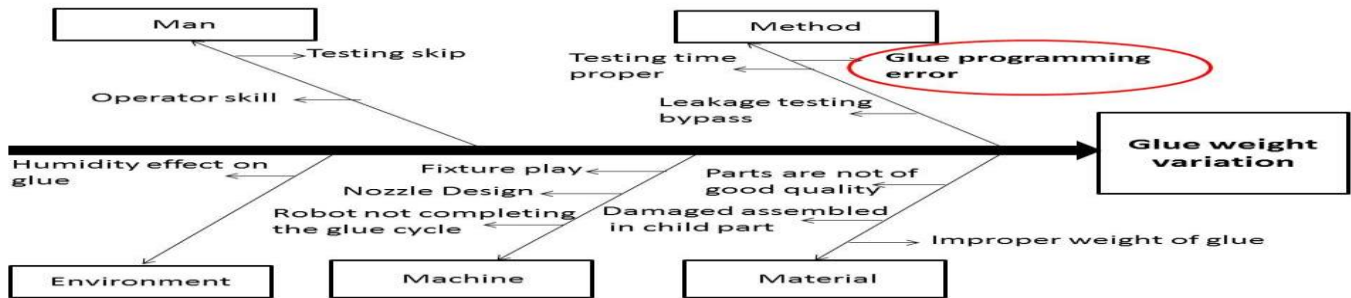 Man
Method
Testing skip
Testing time
proper
Glue programming
error
Operator skill
Leakage testing
bypass
Glue weight
variation
Humidity effect on
glue
Fixture play
Nozzle Design
Robot not completing
the glue cycle
Parts are not of
good quality
Damaged assembled
in child part
Improper weight of glue
Environment
Machine
Material